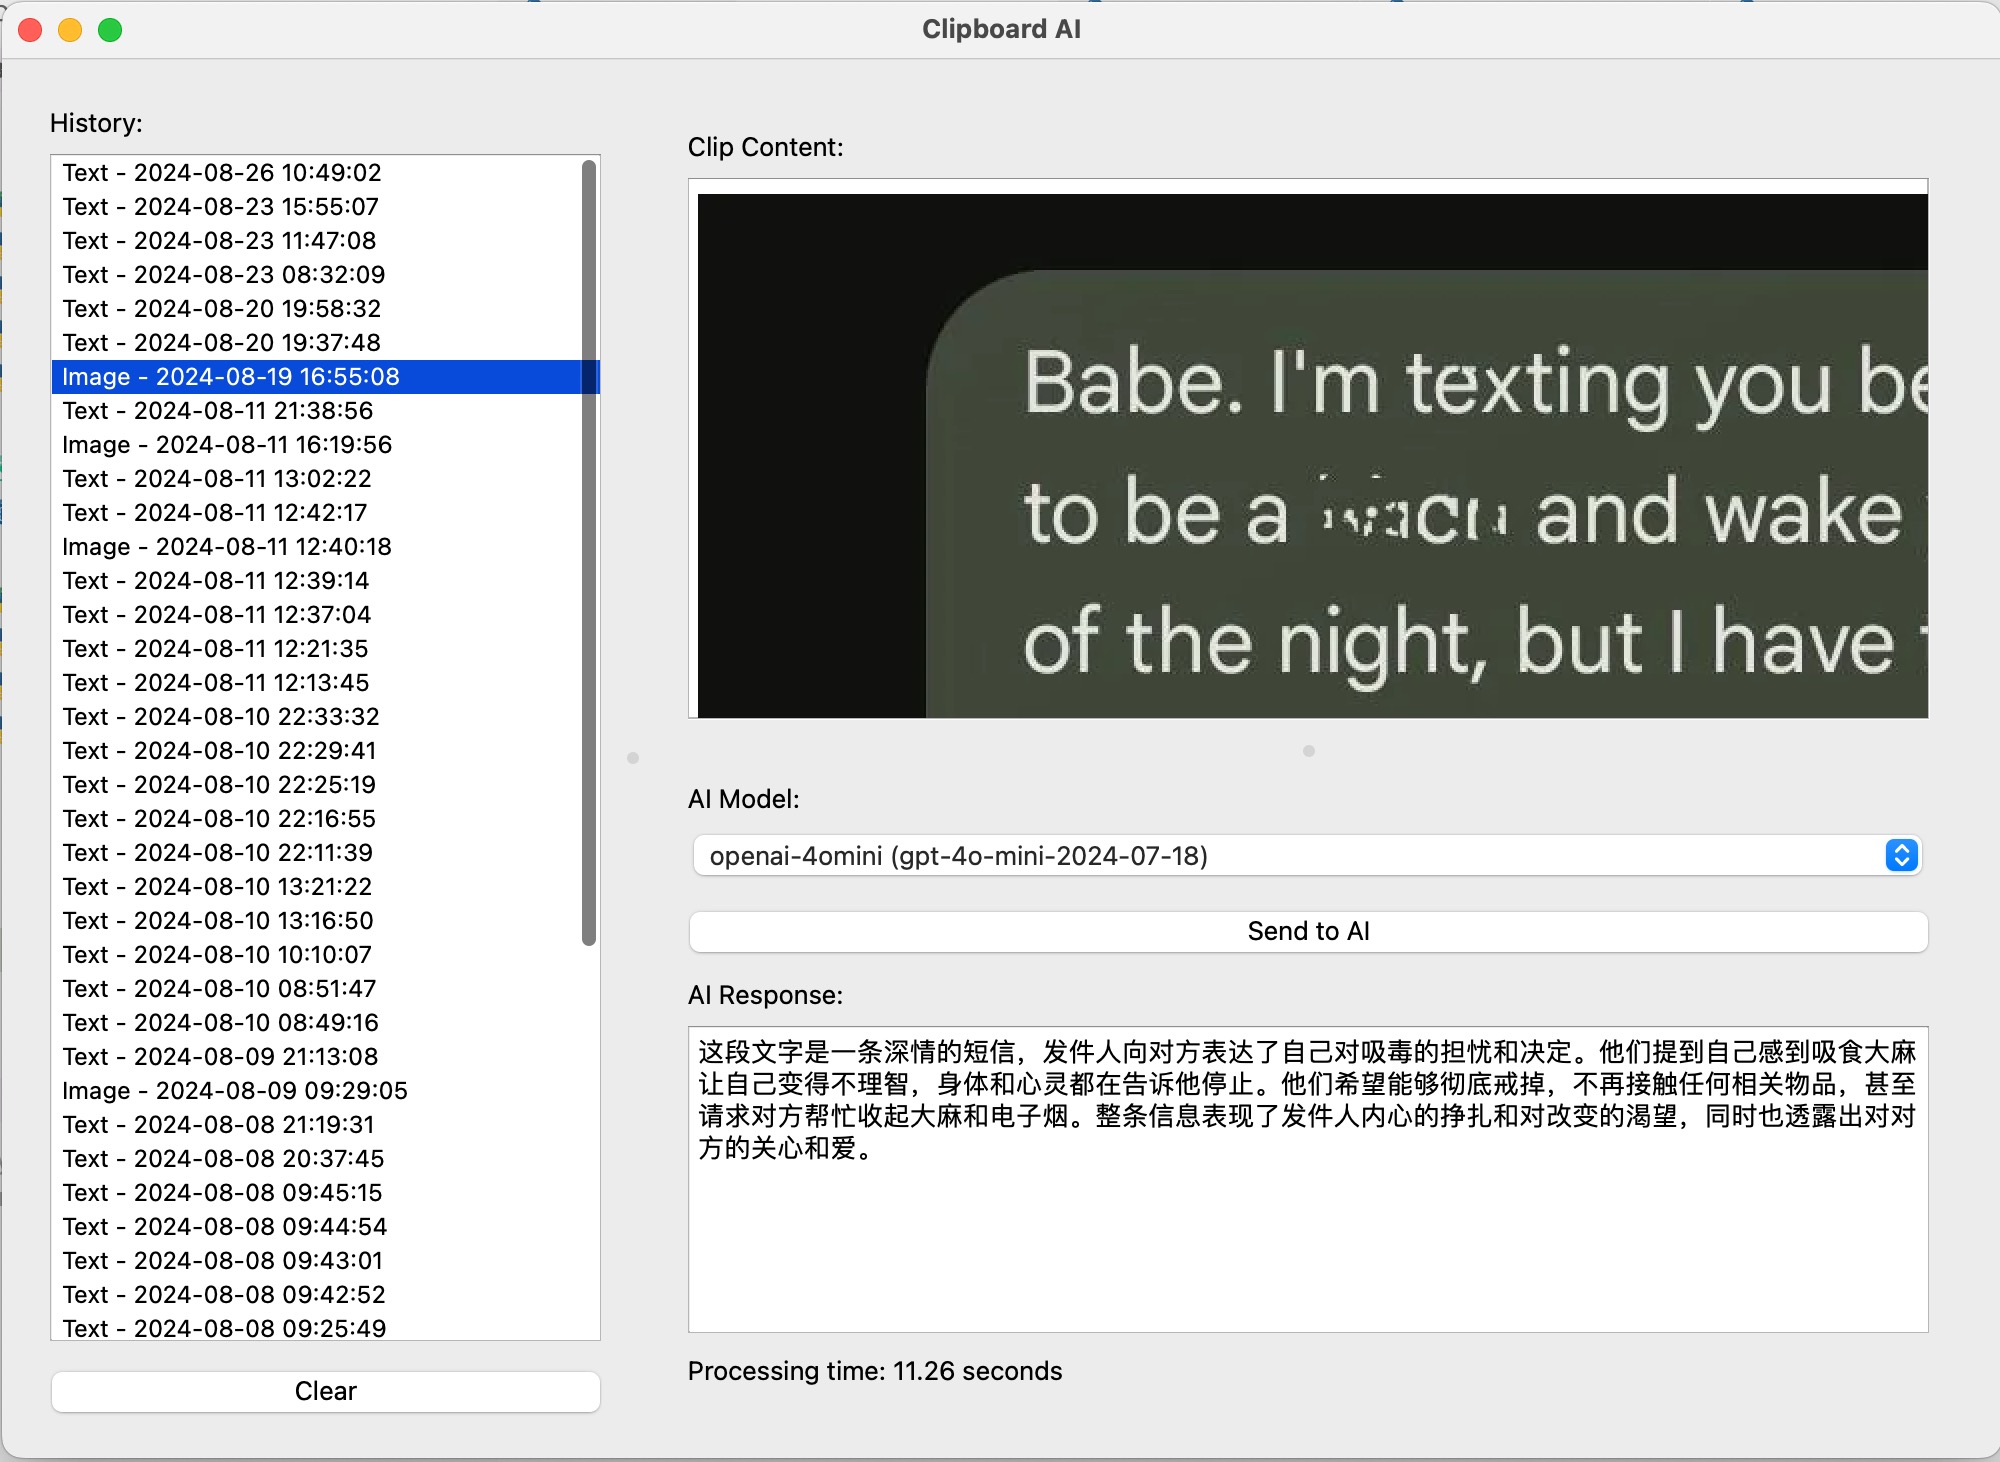 Clipboard AI
History:
Text - 2024-08-26 10:49:02
Text - 2024-08-23 15:55:07
Text - 2024-08-23 11:47:08
Text - 2024-08-23 08:32:09
Text - 2024-08-20 19:58:32
Text - 2024-08-20 19:37:48
Image - 2024-08-19 16:55:08
Text - 2024-08-11 21:38:56
Image - 2024-08-11 16:19:56
Text - 2024-08-11 13:02:22
Text - 2024-08-11 12:42:17
Image - 2024-08-11 12:40:18
Text - 2024-08-11 12:39:14
Text - 2024-08-11 12:37:04
Text - 2024-08-11 12:21:35
Text - 2024-08-11 12:13:45
Text - 2024-08-10 22:33:32
Text - 2024-08-10 22:29:41
Text - 2024-08-10 22:25:19
Text - 2024-08-10 22:16:55
Text - 2024-08-10 22:11:39
Text - 2024-08-10 13:21:22
Text - 2024-08-10 13:16:50
Text - 2024-08-10 10:10:07
Text - 2024-08-10 08:51:47
Text - 2024-08-10 08:49:16
Text - 2024-08-09 21:13:08
Image - 2024-08-09 09:29:05
Text - 2024-08-08 21:19:31
Text - 2024-08-08 20:37:45
Text - 2024-08-08 09:45:15
Text - 2024-08-08 09:44:54
Text - 2024-08-08 09:43:01
Text - 2024-08-08 09:42:52
Text - 2024-08-08 09:25:49
Clear
Clip Content:
Babe. I'm texting you be
to be a and wake
of the night, but I have
AI Model:
openai-4omini (gpt-4o-mini-2024-07-18)
Send to AI
AI Response:
这段文字是一条深情的短信，发件人向对方表达了自己对吸毒的担忧和决定。他们提到自己感到吸食大麻
让自己变得不理智，身体和心灵都在告诉他停止。他们希望能够彻底戒掉，不再接触任何相关物品，甚至
请求对方帮忙收起大麻和电子烟。整条信息表现了发件人内心的挣扎和对改变的渴望，同时也透露出对对
方的关心和爱。
Processing time: 11.26 seconds